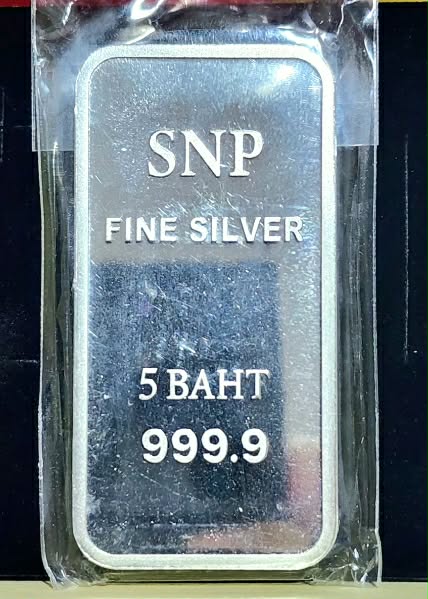 SNP
FINE SILVER
5 BAHT
999.9